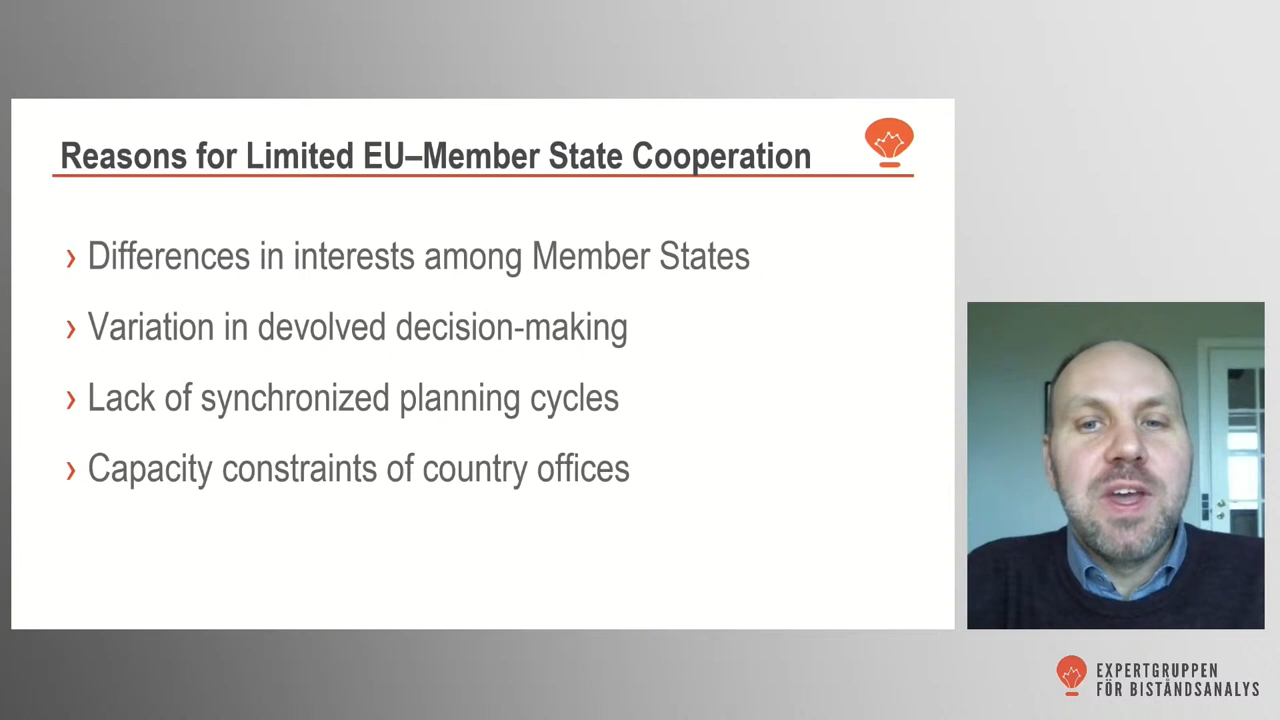 Reasons for Limited EU–Member State Cooperation
› Differences in interests among Member States
› Variation in devolved decision-making
› Lack of synchronized planning cycles
› Capacity constraints of country offices
EXPERTGRUPPEN
FÖR BISTÅNDSANALYS